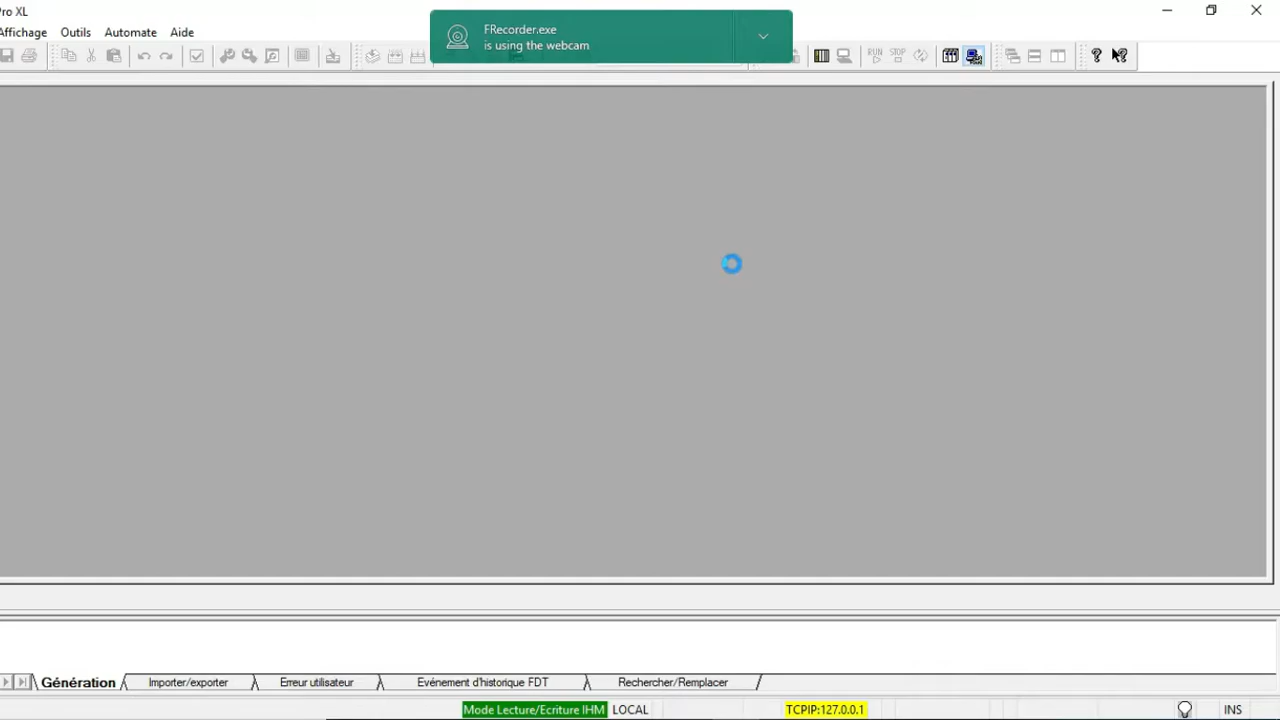 Pro XL
Affichage Outils Automate Aide
FRecorder.exe
is using the webcam
RUN STOP
Génération Importer/exporter Erreur utilisateur Evénement d'historique FDT Rechercher/Remplacer
Mode Lecture/Ecriture IHM LOCAL TCPIP:127.0.0.1 INS